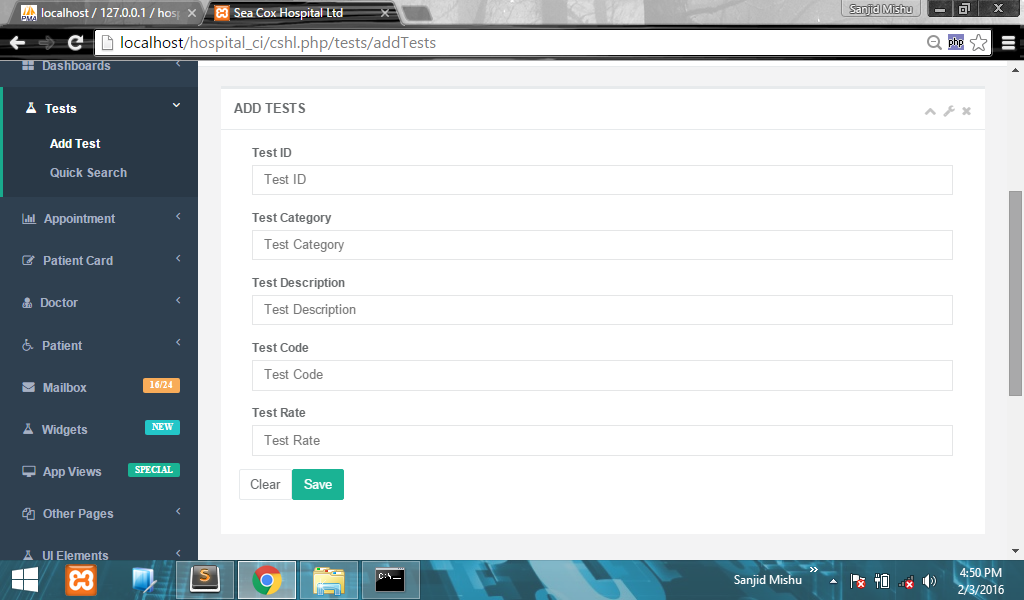 localhost / 127.0.0.1 / hosp
Sea Cox Hospital Ltd
Sanjid Mishu
localhost/hospital_ci/cshl.php/tests/addTests
php
Dashboards
Tests
Add Test
Quick Search
Appointment
Patient Card
Doctor
Patient
Mailbox 16/24
Widgets NEW
App Views SPECIAL
Other Pages
UI Elements
ADD TESTS
Test ID
Test ID
Test Category
Test Category
Test Description
Test Description
Test Code
Test Code
Test Rate
Test Rate
Clear Save
Sanjid Mishu
4:50 PM
2/3/2016